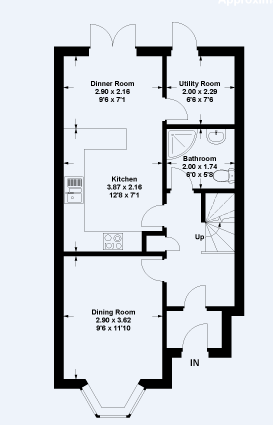 Approxim
Dinner Room
2.90 x 2.16
9'6 x 7'1
Utility Room
2.00 x 2.29
6'6 x 7'6
Bathroom
2.00 x 1.74
6'0 x 5'8
Kitchen
3.87 x 2.16
12'8 x 7'1
Up
Dining Room
2.90 x 3.62
9'6 x 11'10
IN